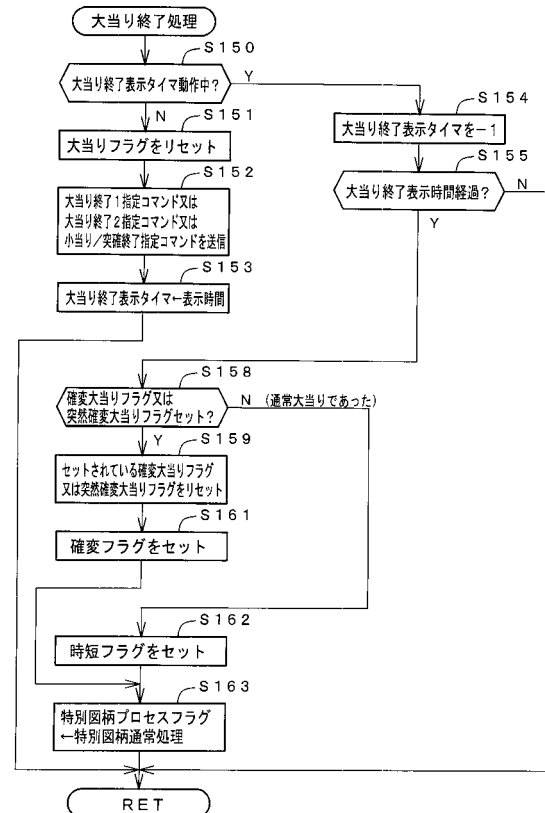 大当り終了処理
S150
大当り終了表示タイマ動作中?
Y
N
S151
大当りフラグをリセット
S152
大当り終了1指定コマンド又は
大当り終了2指定コマンド又は
小当り/突確終了指定コマンドを送信
S153
大当り終了表示タイマ←表示時間
S154
大当り終了表示タイマを－1
S155
大当り終了表示時間経過?
N
Y
S158
確変大当りフラグ又は
突然確変大当りフラグセット?
N (通常大当りであった)
Y
S159
セットされている確変大当りフラグ
又は突然確変大当りフラグをリセット
S161
確変フラグをセット
S162
時短フラグをセット
S163
特別図柄プロセスフラグ
←特別図柄通常処理
RET